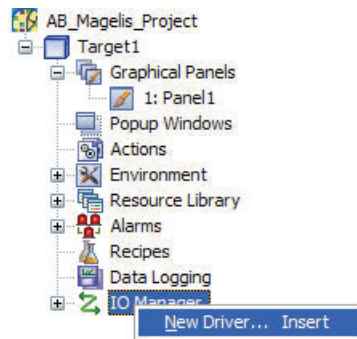 AB_Magelis_Project
Target1
Graphical Panels
1: Panel1
Popup Windows
Actions
Environment
Resource Library
Alarms
Recipes
Data Logging
IO Manager
New Driver... Insert